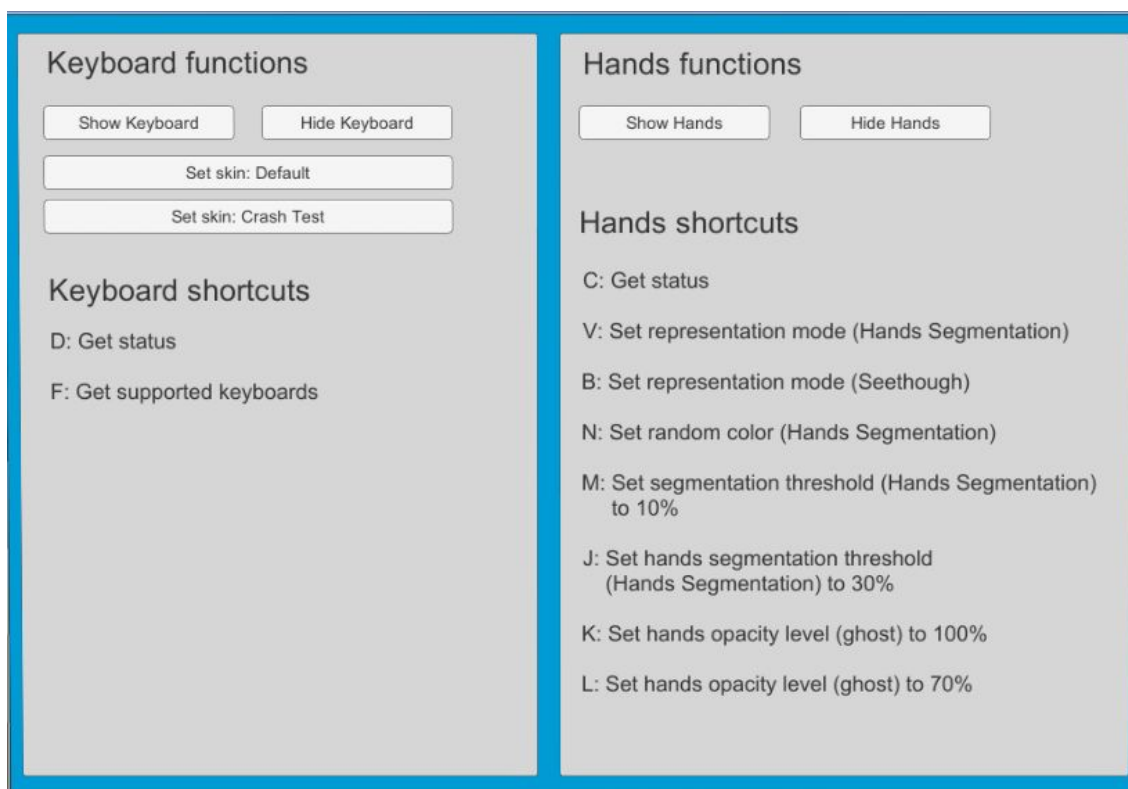 Keyboard functions
Show Keyboard
Hide Keyboard
Set skin: Default
Set skin: Crash Test
Keyboard shortcuts
D: Get status
F: Get supported keyboards
Hands functions
Show Hands
Hide Hands
Hands shortcuts
C: Get status
V: Set representation mode (Hands Segmentation)
B: Set representation mode (Seethough)
N: Set random color (Hands Segmentation)
M: Set segmentation threshold (Hands Segmentation)
to 10%
J: Set hands segmentation threshold
(Hands Segmentation) to 30%
K: Set hands opacity level (ghost) to 100%
L: Set hands opacity level (ghost) to 70%